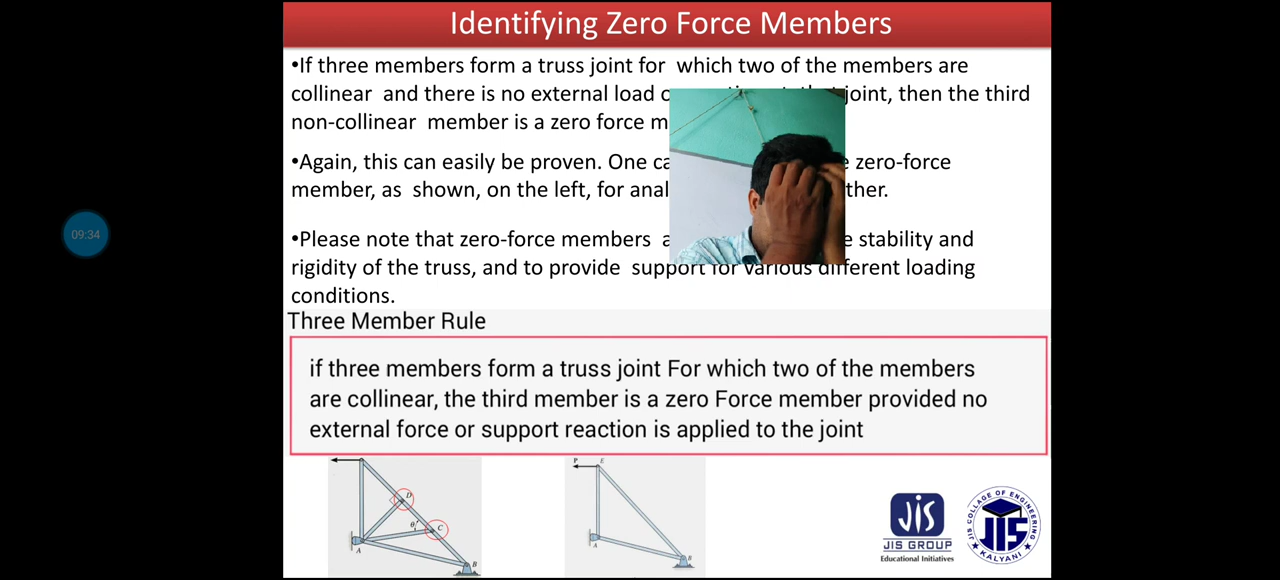 Identifying Zero Force Members
•If three members form a truss joint for which two of the members are
collinear and there is no external load joint, then the third
non-collinear member is a zero force
•Again, this can easily be proven. One zero-force
member, as shown, on the left, for
•Please note that zero-force members stability and
rigidity of the truss, and to provide support for various different loading
conditions.
Three Member Rule
if three members form a truss joint For which two of the members
are collinear, the third member is a zero Force member provided no
external force or support reaction is applied to the joint
09:34
D
θ
C
A
B
P
E
A
B
JIS
JIS GROUP
Educational Initiatives
JIS COLLAGE OF ENGINEERING
JIS
KALYANI